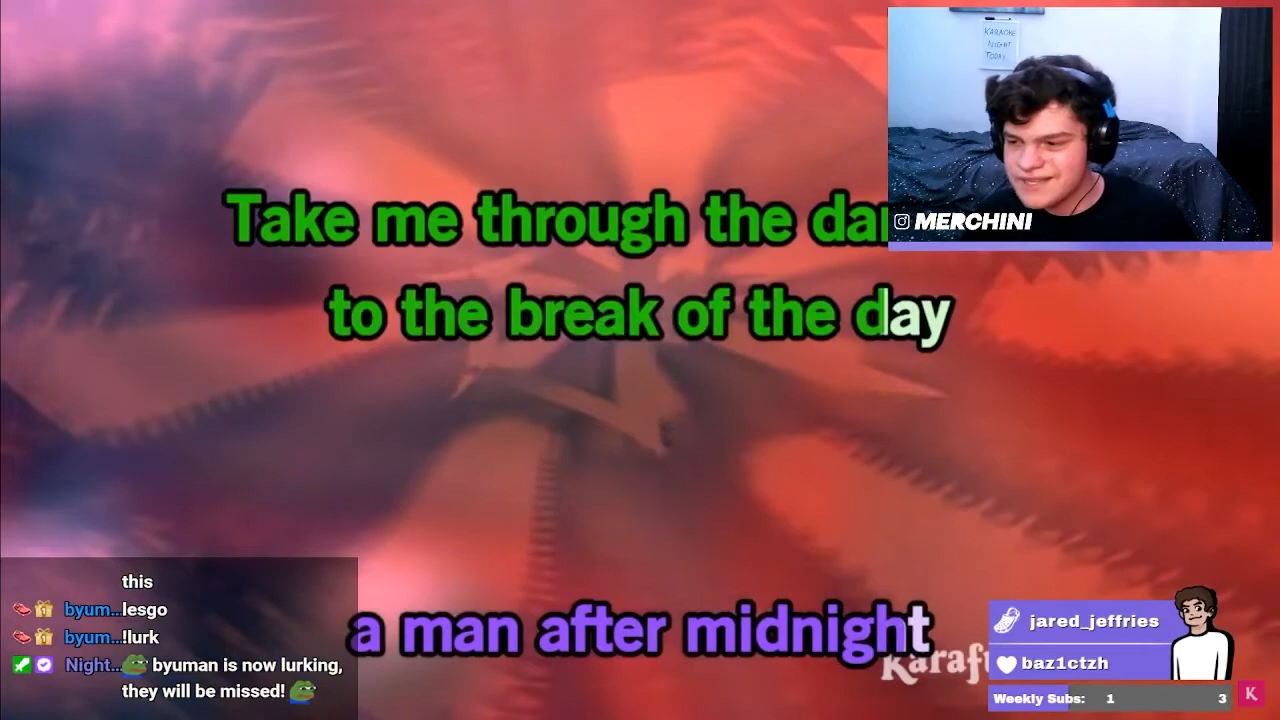 KARAOKE
NIGHT
TODAY
Take me through the dar
MERCHINI
to the break of the day
this
byum...lesgo
byum...!lurk
Night... byuman is now lurking,
they will be missed!
a man after midnight
Karafu
jared_jeffries
baz1ctzh
Weekly Subs: 1 3
K